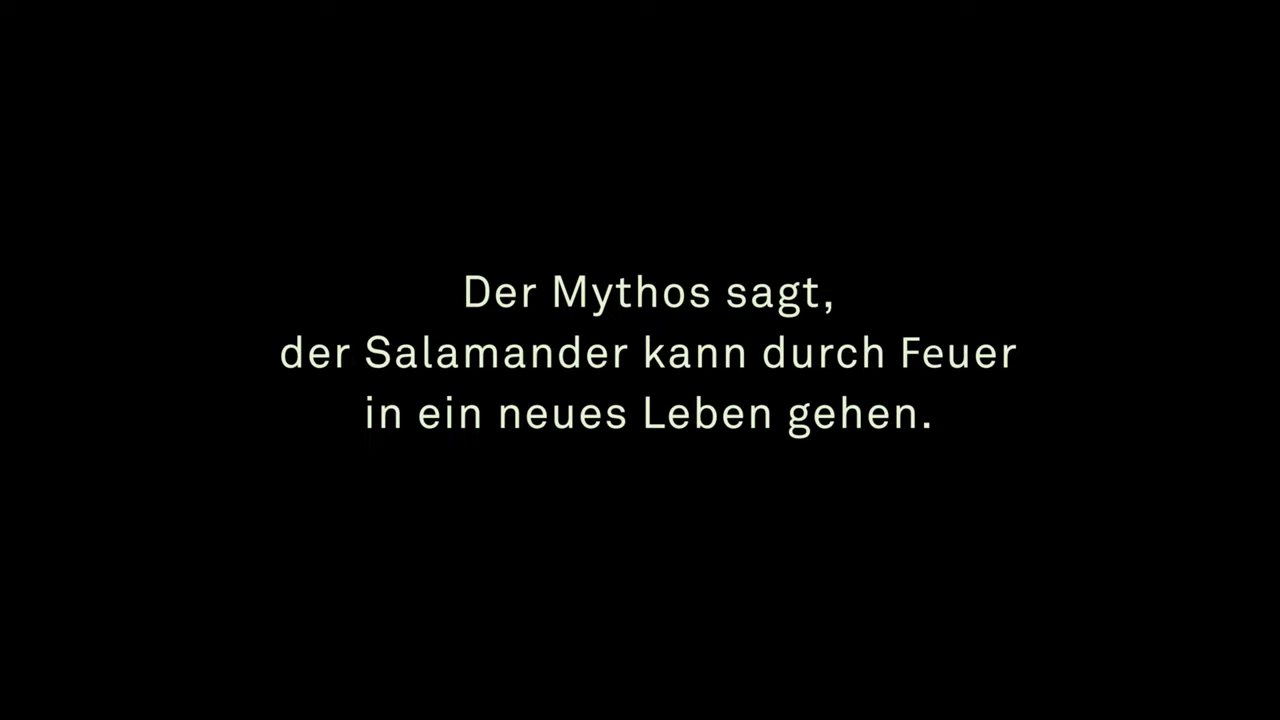 Der Mythos sagt,
der Salamander kann durch Feuer
in ein neues Leben gehen.